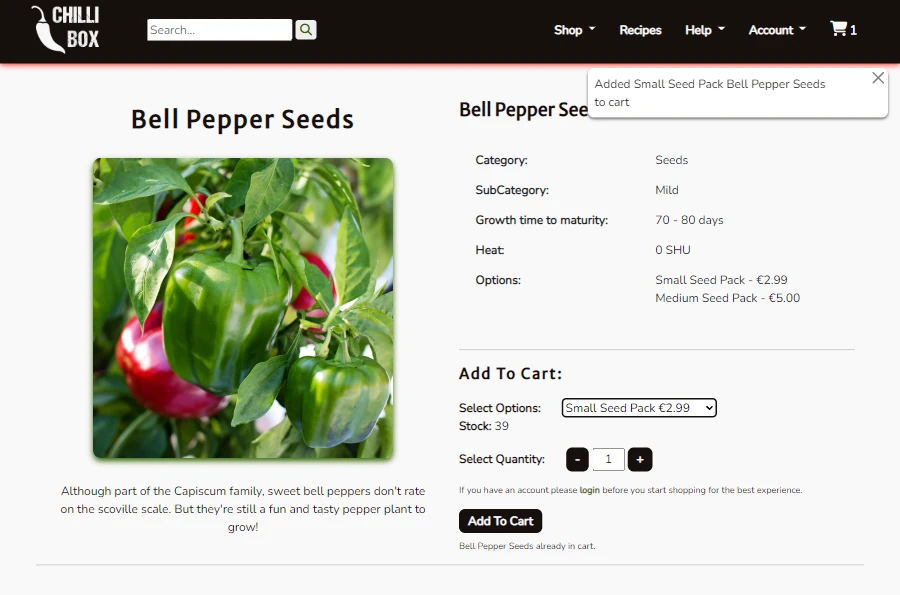 CHILLI
BOX
Search...
Shop
Recipes
Help
Account
1
Added Small Seed Pack Bell Pepper Seeds
to cart
Bell Pepper Seeds
Bell Pepper See
Category: Seeds
SubCategory: Mild
Growth time to maturity: 70 - 80 days
Heat: 0 SHU
Options: Small Seed Pack - €2.99
Medium Seed Pack - €5.00
Although part of the Capiscum family, sweet bell peppers don't rate
on the scoville scale. But they're still a fun and tasty pepper plant to
grow!
Add To Cart:
Select Options: Small Seed Pack €2.99
Stock: 39
Select Quantity: - 1 +
If you have an account please login before you start shopping for the best experience.
Add To Cart
Bell Pepper Seeds already in cart.